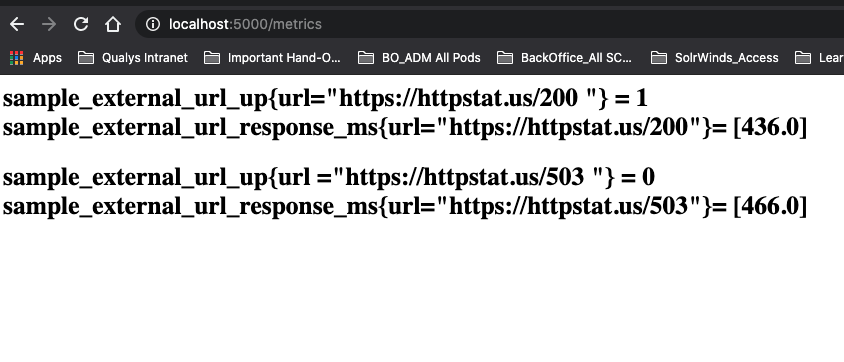 localhost:5000/metrics
Apps Qualys Intranet Important Hand-O... BO_ADM All Pods BackOffice_All SC... SolrWinds_Access Lear
sample_external_url_up{url="https://httpstat.us/200 "} = 1
sample_external_url_response_ms{url="https://httpstat.us/200"}= [436.0]
sample_external_url_up{url ="https://httpstat.us/503 "} = 0
sample_external_url_response_ms{url="https://httpstat.us/503"}= [466.0]